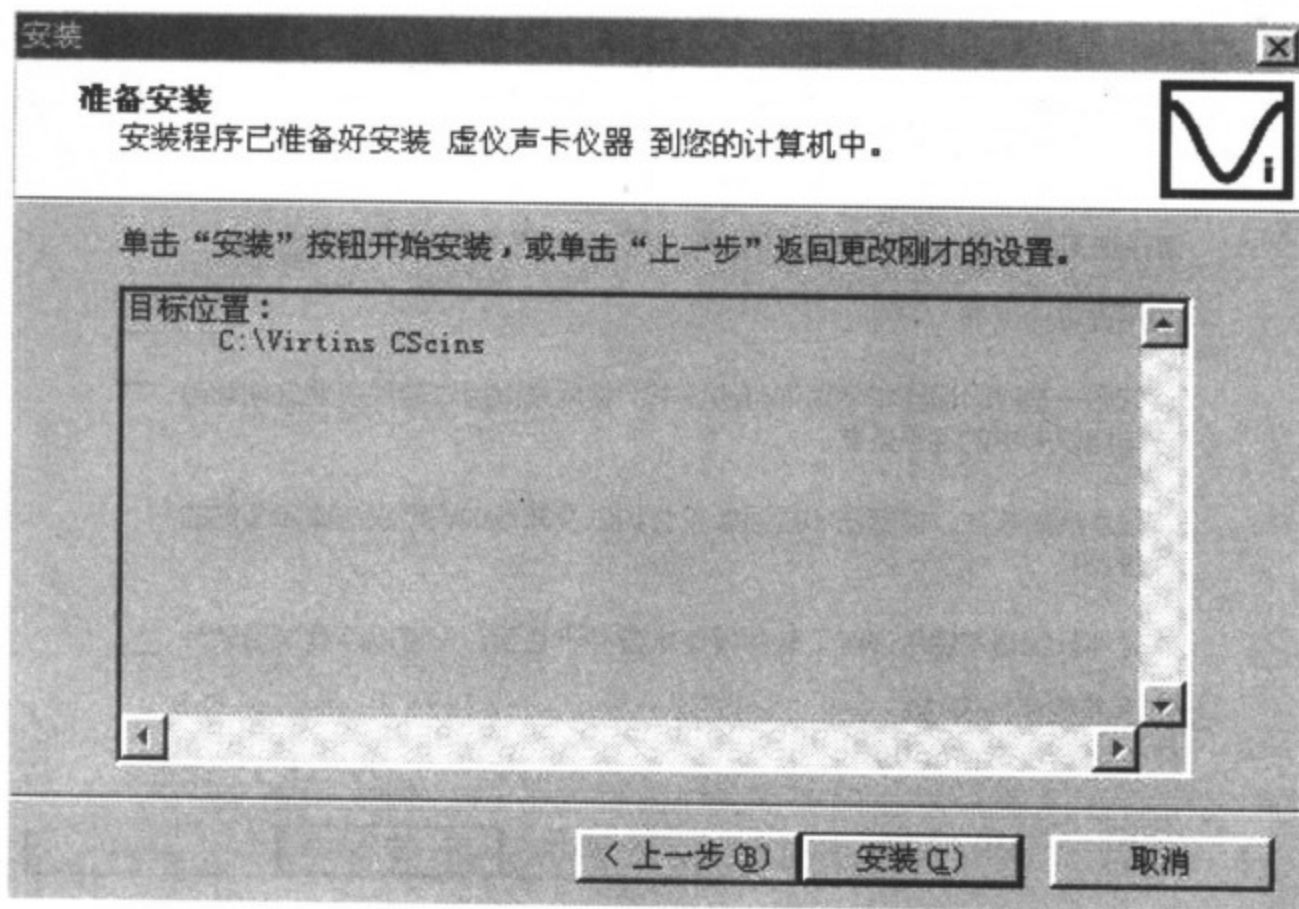 安装
准备安装
安装程序已准备好安装 虚仪声卡仪器 到您的计算机中。
i
单击“安装”按钮开始安装，或单击“上一步”返回更改刚才的设置。
目标位置：
C:\Virtins CScins
< 上一步(B) 安装(I) 取消